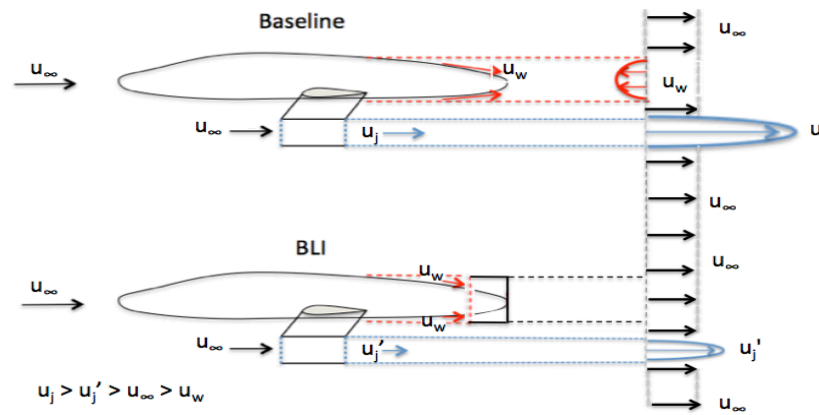 Baseline
u∞
u∞
u_w
u_w
u∞
u_j
u
u∞
BLI
u∞
u_w
u∞
u_w
u∞
u_j'
u_j'
u_j > u_j' > u∞ > u_w
u∞